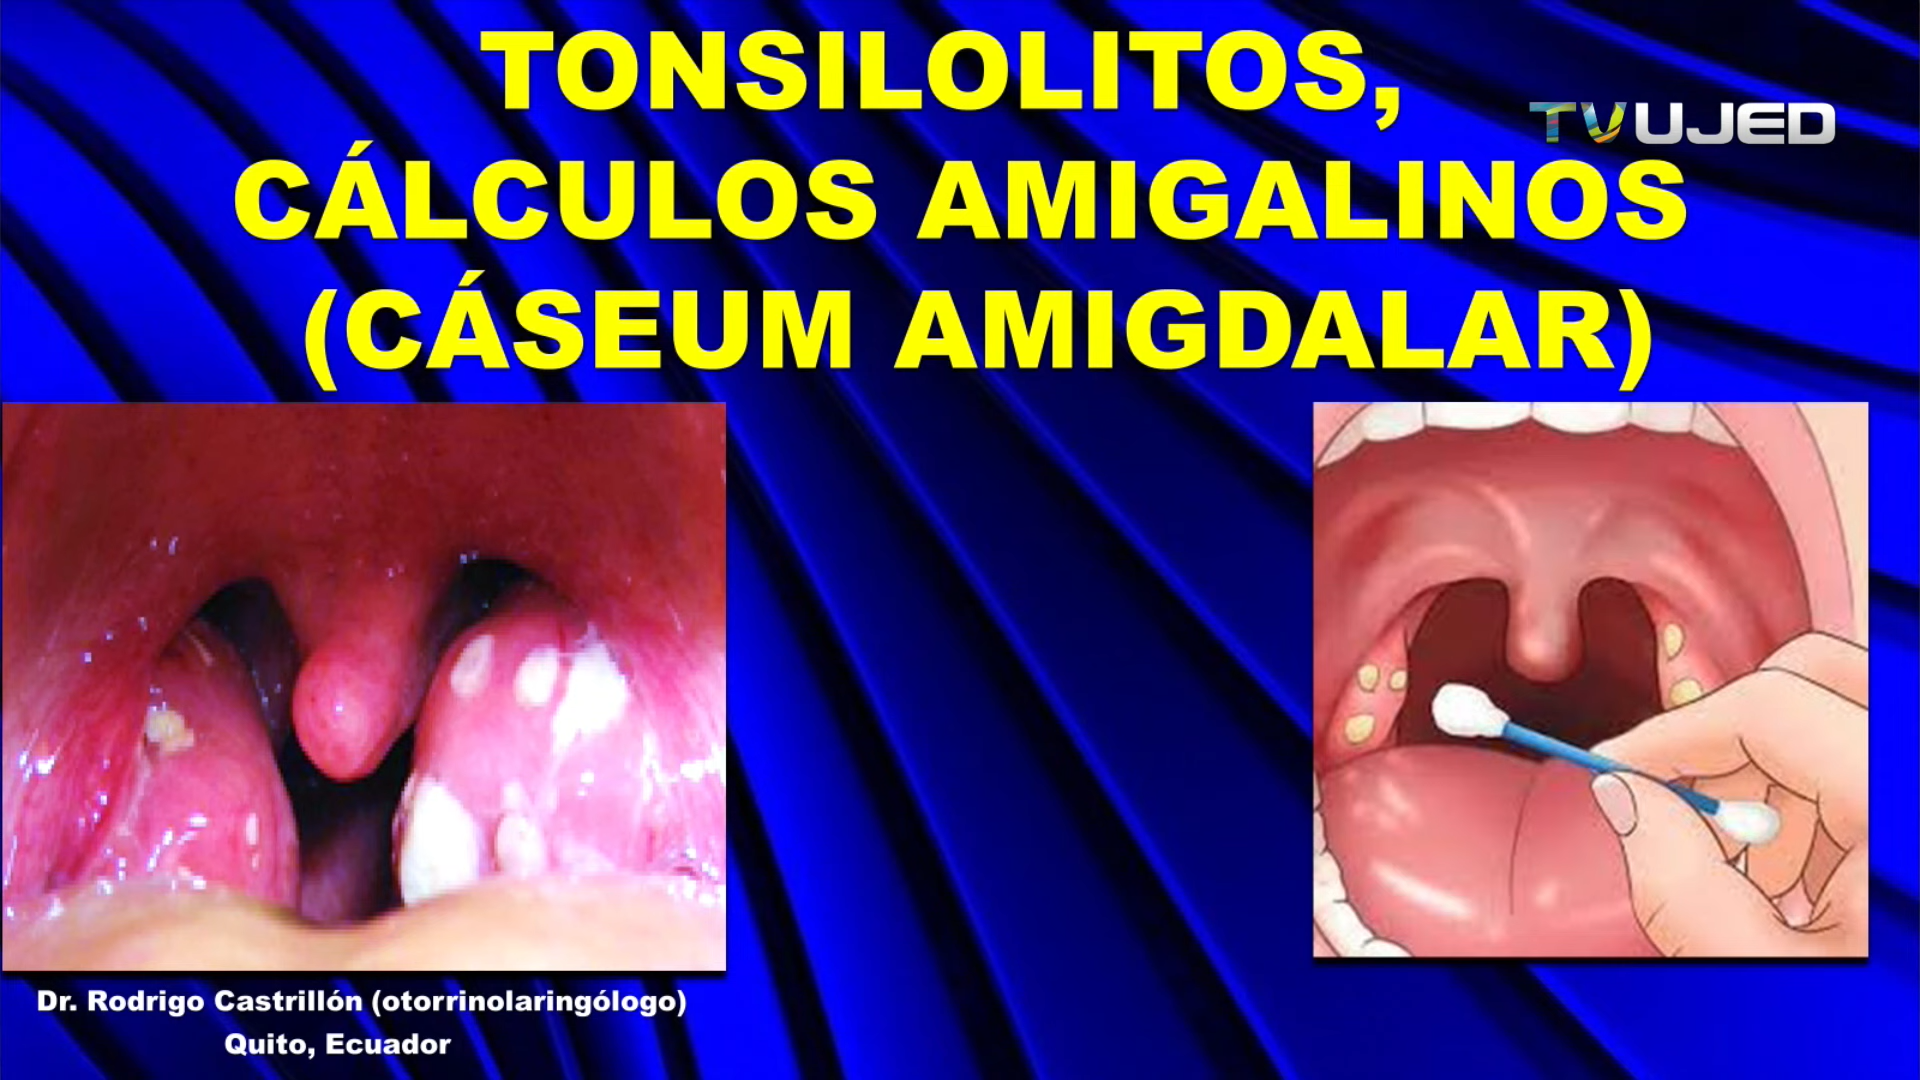 TONSILOLITOS,
TVUJED
CÁLCULOS AMIGALINOS
(CÁSEUM AMIGDALAR)
Dr. Rodrigo Castrillón (otorrinolaringólogo)
Quito, Ecuador